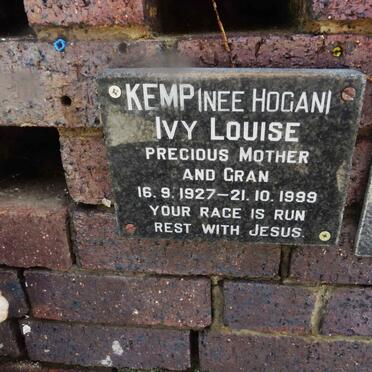 KEMP (NEE HOGAN)
IVY LOUISE
PRECIOUS MOTHER
AND GRAN
16.9.1927–21.10.1999
YOUR RACE IS RUN
REST WITH JESUS.